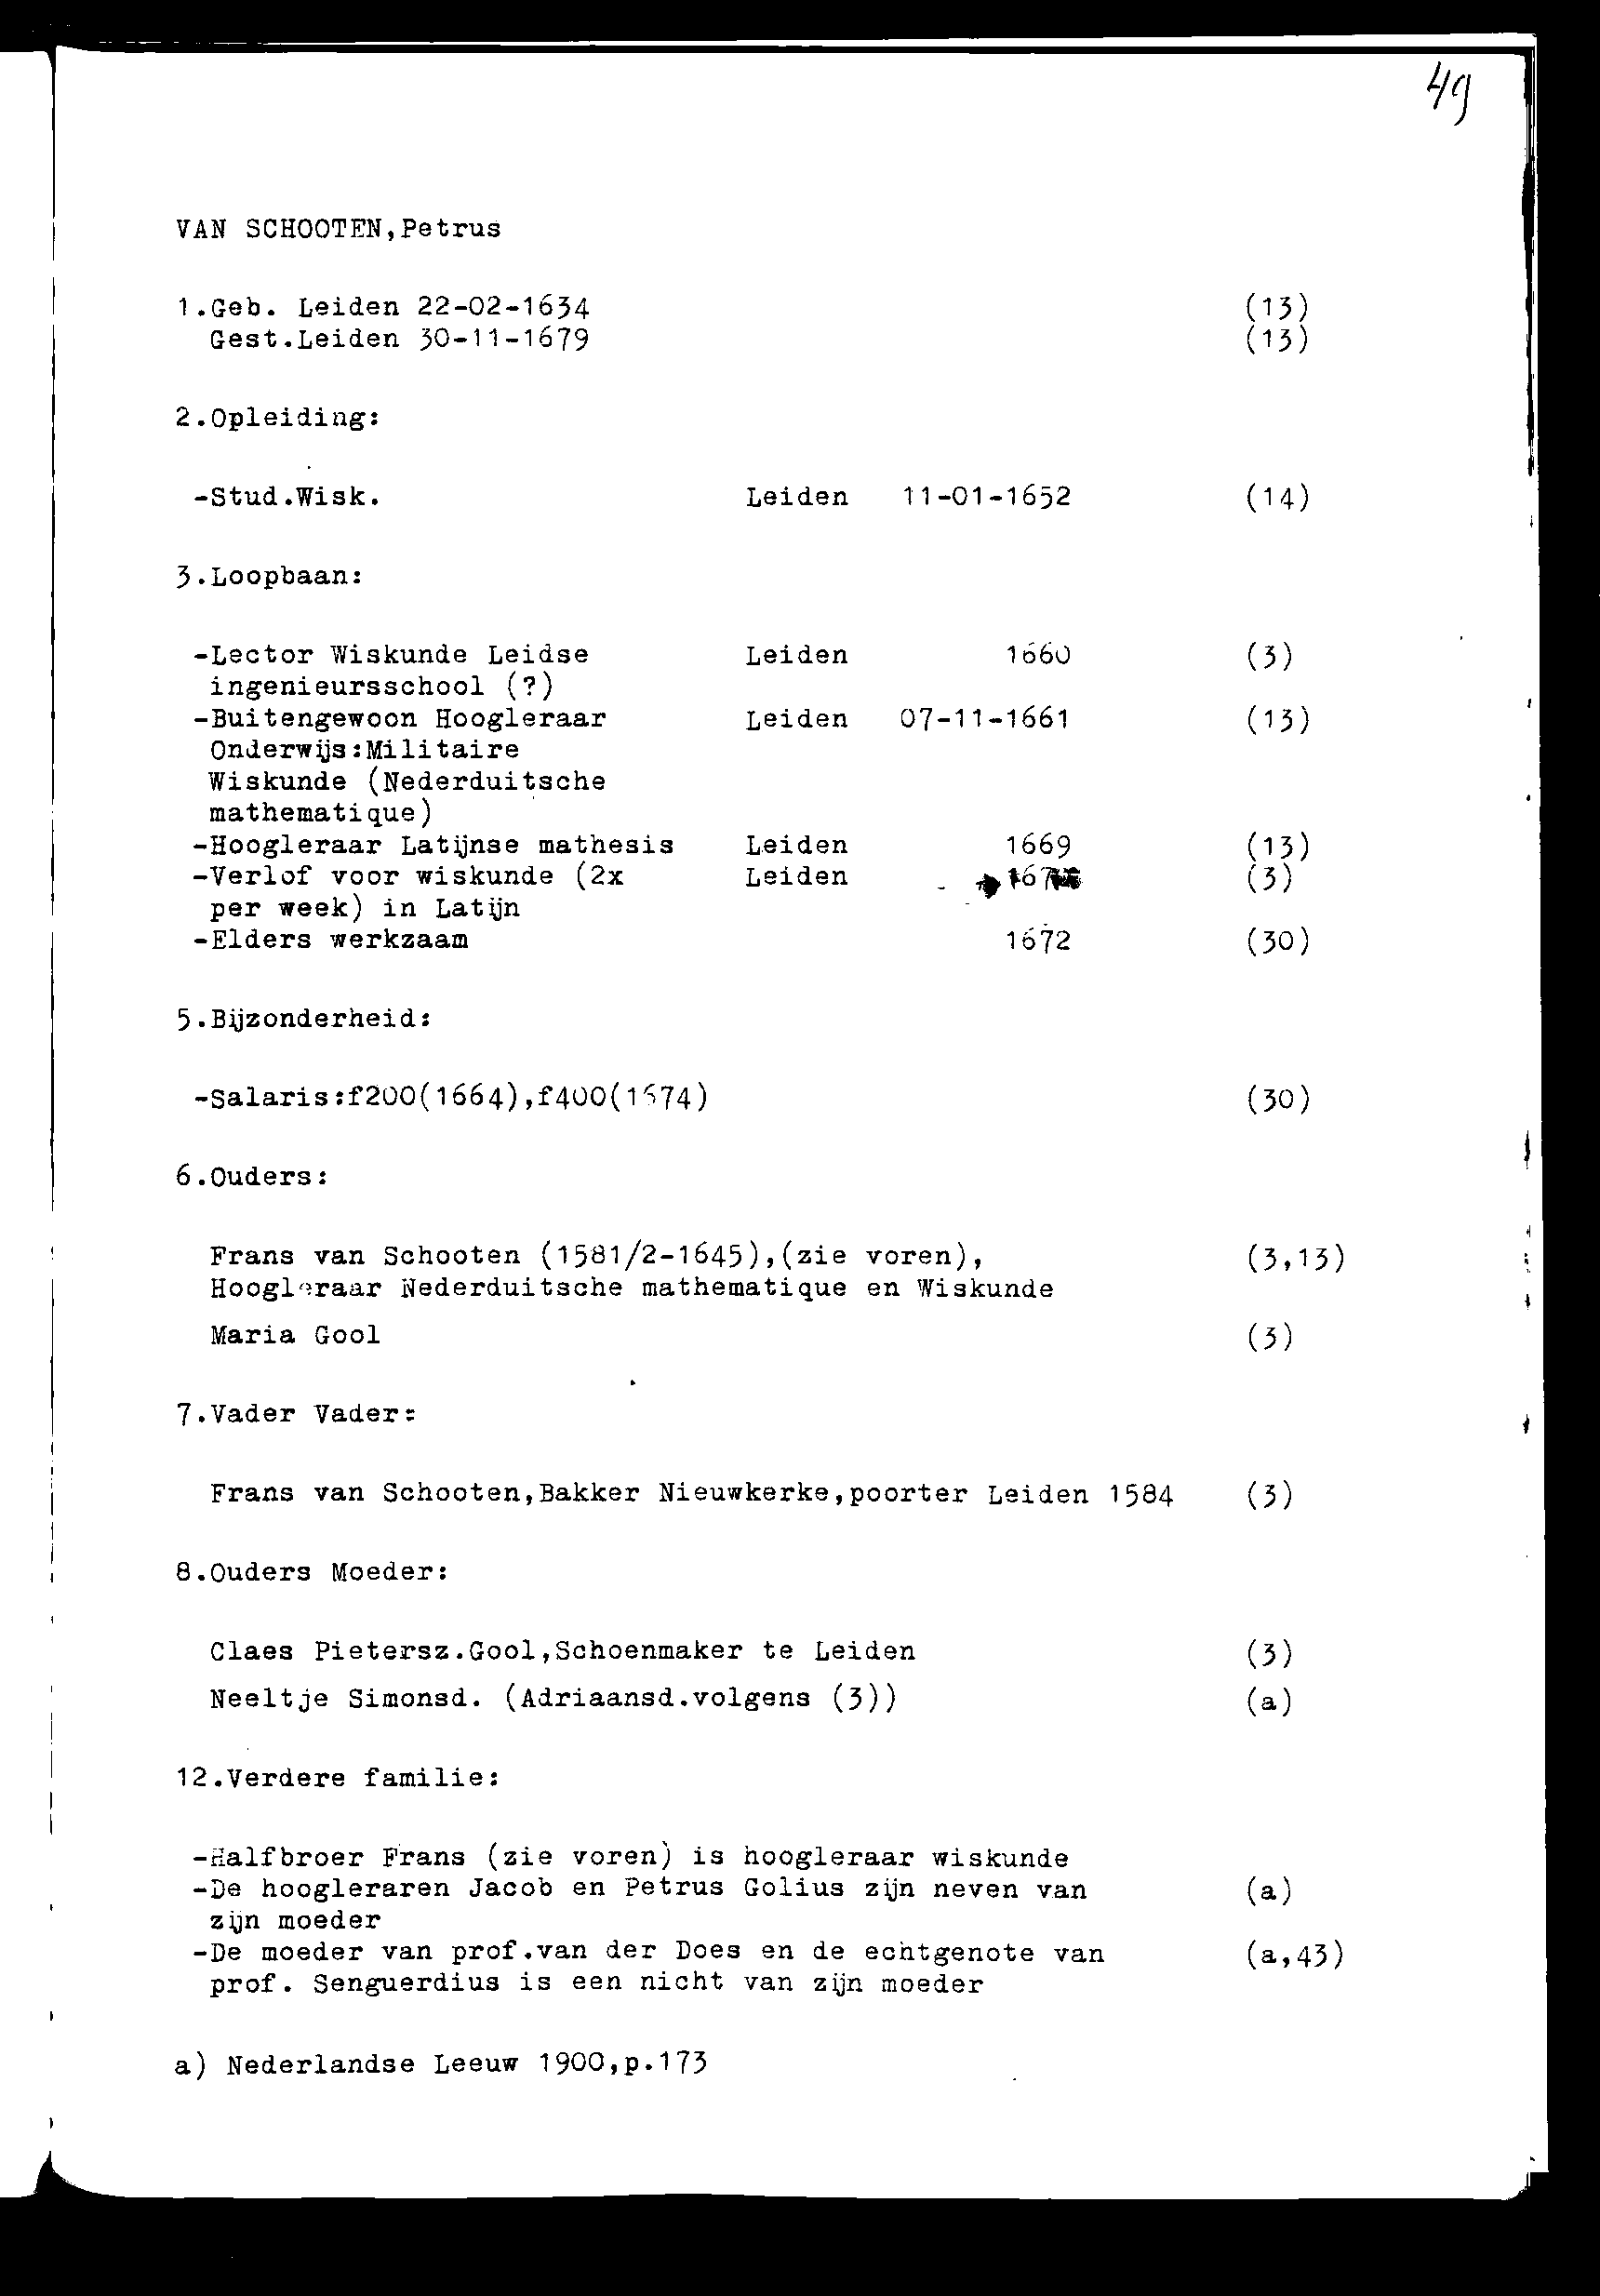 49
VAN SCHOOTEN,Petrus
1.Geb. Leiden 22-02-1634 (13)
Gest.Leiden 30-11-1679 (13)
2.Opleiding:
-Stud.Wisk. Leiden 11-01-1652 (14)
3.Loopbaan:
-Lector Wiskunde Leidse Leiden 1660 (3)
ingenieursschool (?)
-Buitengewoon Hoogleraar Leiden 07-11-1661 (13)
Onderwijs:Militaire
Wiskunde (Nederduitsche
mathematique)
-Hoogleraar Latijnse mathesis Leiden 1669 (13)
-Verlof voor wiskunde (2x Leiden (3)
per week) in Latijn
-Elders werkzaam 1672 (30)
5.Bijzonderheid:
-Salaris:f200(1664),f400(1674) (30)
6.Ouders:
Frans van Schooten (1581/2-1645),(zie voren), (3,13)
Hoogleraar Nederduitsche mathematique en Wiskunde
Maria Gool (3)
7.Vader Vader:
Frans van Schooten,Bakker Nieuwkerke,poorter Leiden 1584 (3)
8.Ouders Moeder:
Claes Pietersz.Gool,Schoenmaker te Leiden (3)
Neeltje Simonsd. (Adriaansd.volgens (3)) (a)
12.Verdere familie:
-Halfbroer Frans (zie voren) is hoogleraar wiskunde
-De hoogleraren Jacob en Petrus Golius zijn neven van (a)
zijn moeder
-De moeder van prof.van der Does en de echtgenote van (a,43)
prof. Senguerdius is een nicht van zijn moeder
a) Nederlandse Leeuw 1900,p.173